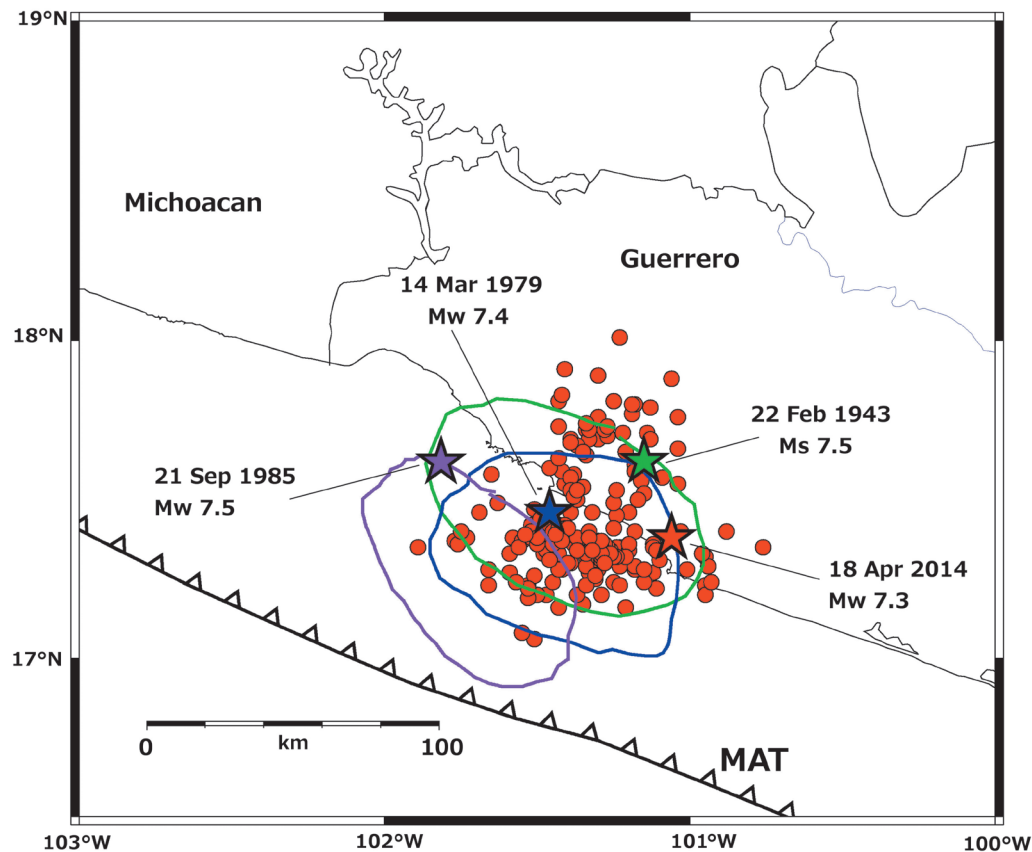 19°N
Michoacan
Guerrero
14 Mar 1979
Mw 7.4
18°N
22 Feb 1943
Ms 7.5
21 Sep 1985
Mw 7.5
18 Apr 2014
Mw 7.3
17°N
0 km 100
MAT
103°W 102°W 101°W 100°W